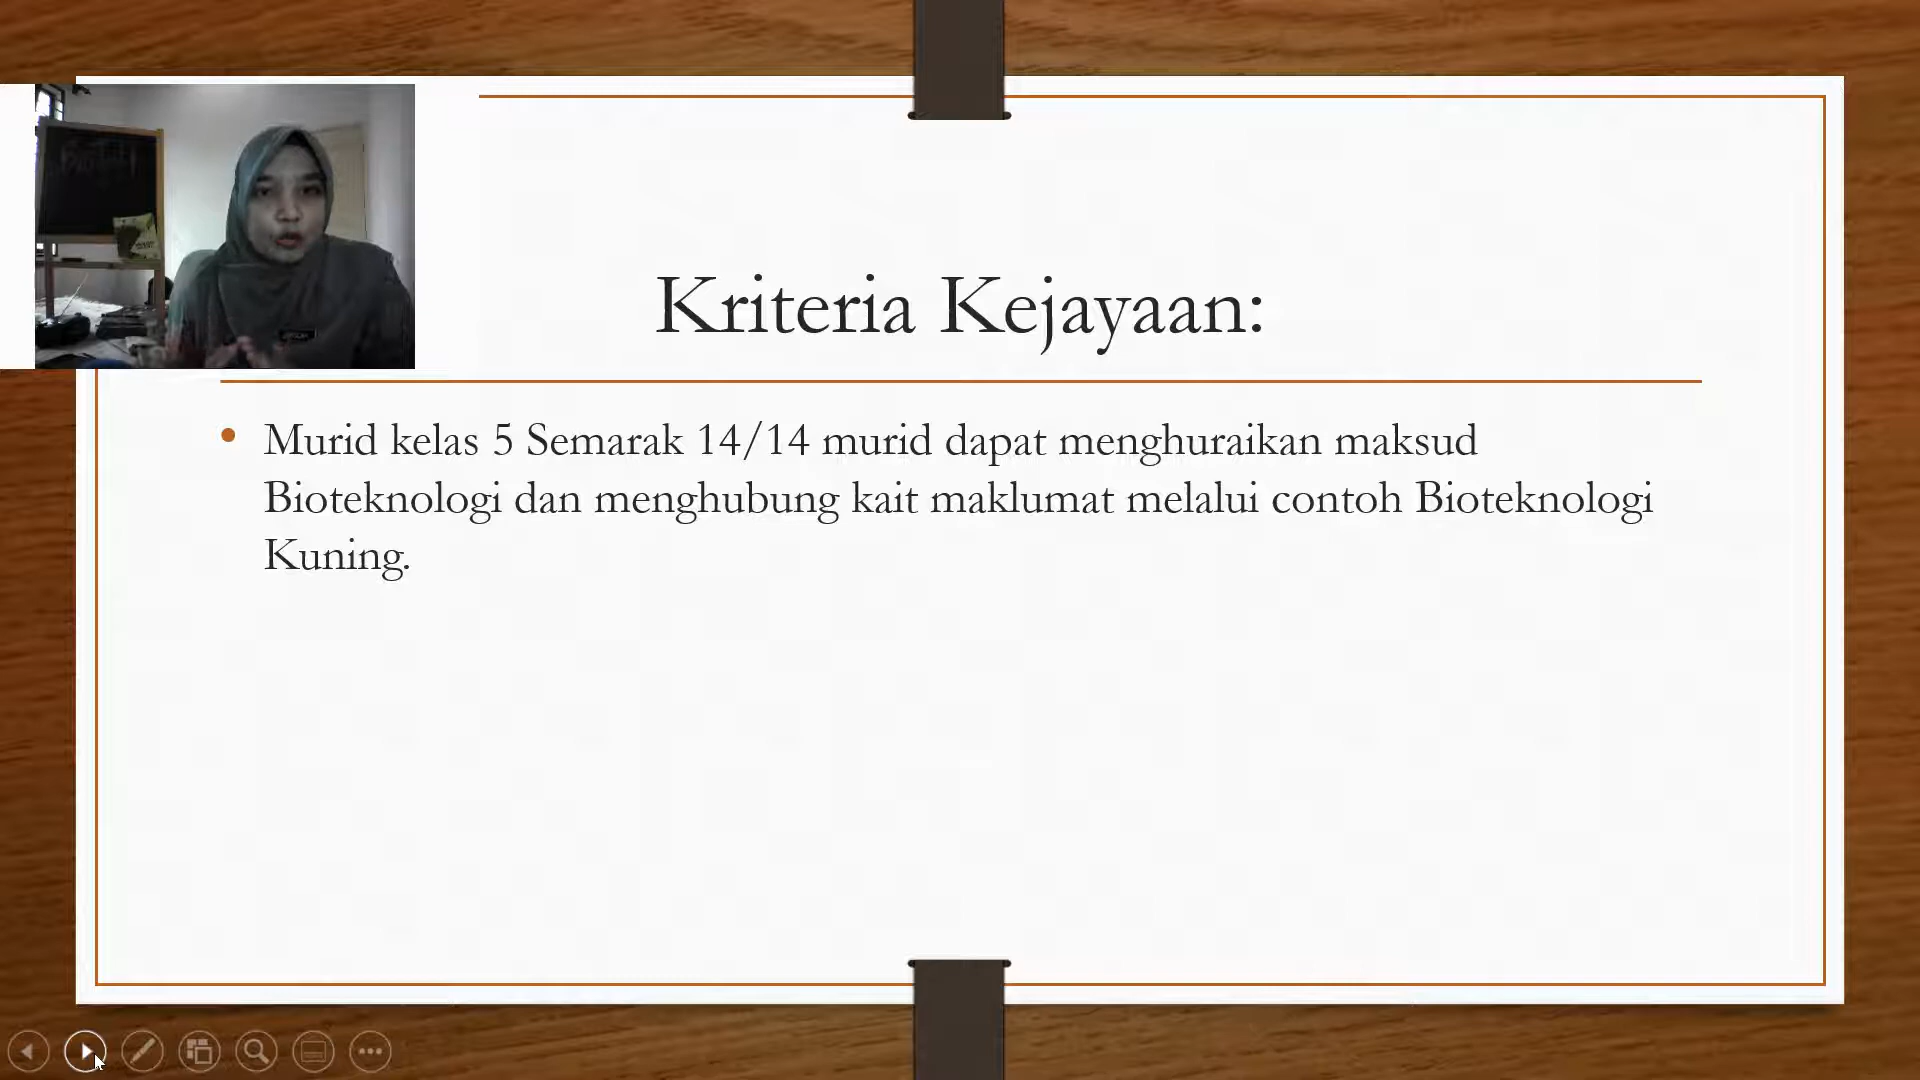 Kriteria Kejayaan:
Murid kelas 5 Semarak 14/14 murid dapat menghuraikan maksud
Bioteknologi dan menghubung kait maklumat melalui contoh Bioteknologi
Kuning.